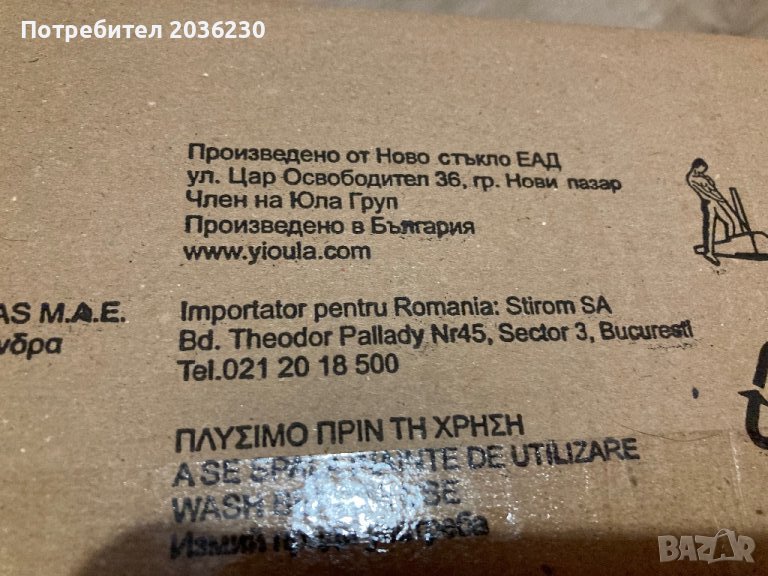 Потребител 2036230
Произведено от Ново стъкло ЕАД
ул. Цар Освободител 36, гр. Нови пазар
Член на Юла Груп
Произведено в България
www.yioula.com
AS M.A.E.
νδρα
Importator pentru Romania: Stirom SA
Bd. Theodor Pallady Nr45, Sector 3, Bucuresti
Tel.021 20 18 500
ΠΛΥΣΙΜΟ ΠΡΙΝ ΤΗ ΧΡΗΣΗ
A SE DE UTILIZARE
WASH
Измий
BAZAR